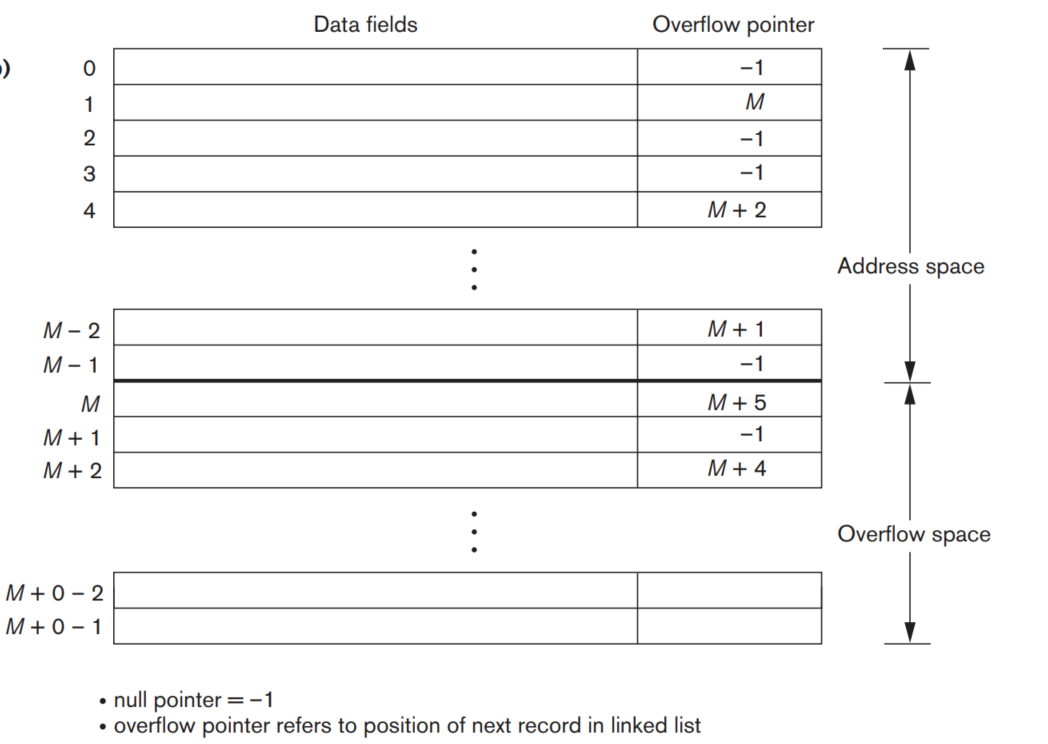 Data fields Overflow pointer
b) 0 −1
1 M
2 −1
3 −1
4 M + 2
Address space
M − 2 M + 1
M − 1 −1
M M + 5
M + 1 −1
M + 2 M + 4
Overflow space
M + 0 − 2
M + 0 − 1
• null pointer = −1
• overflow pointer refers to position of next record in linked list